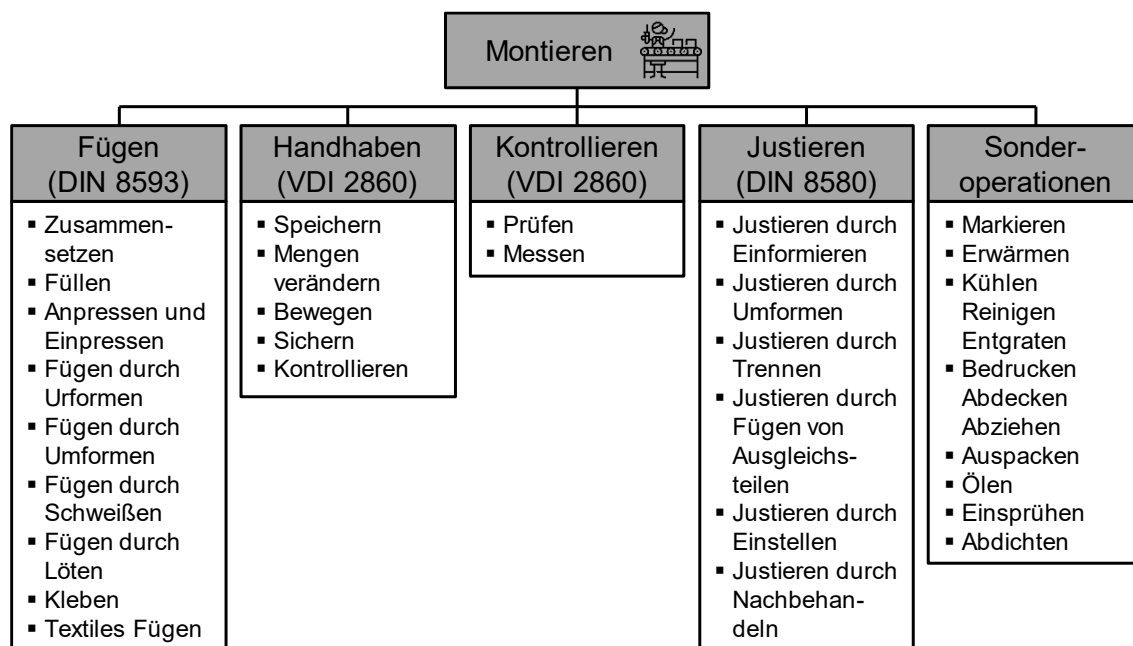 Montieren
Fügen
(DIN 8593)
▪ Zusammen-
setzen
▪ Füllen
▪ Anpressen und
Einpressen
▪ Fügen durch
Urformen
▪ Fügen durch
Umformen
▪ Fügen durch
Schweißen
▪ Fügen durch
Löten
▪ Kleben
▪ Textiles Fügen
Handhaben
(VDI 2860)
▪ Speichern
▪ Mengen
verändern
▪ Bewegen
▪ Sichern
▪ Kontrollieren
Kontrollieren
(VDI 2860)
▪ Prüfen
▪ Messen
Justieren
(DIN 8580)
▪ Justieren durch
Einformieren
▪ Justieren durch
Umformen
▪ Justieren durch
Trennen
▪ Justieren durch
Fügen von
Ausgleichs-
teilen
▪ Justieren durch
Einstellen
▪ Justieren durch
Nachbehan-
deln
Sonder-
operationen
▪ Markieren
▪ Erwärmen
▪ Kühlen
Reinigen
Entgraten
▪ Bedrucken
Abdecken
Abziehen
▪ Auspacken
▪ Ölen
▪ Einsprühen
▪ Abdichten